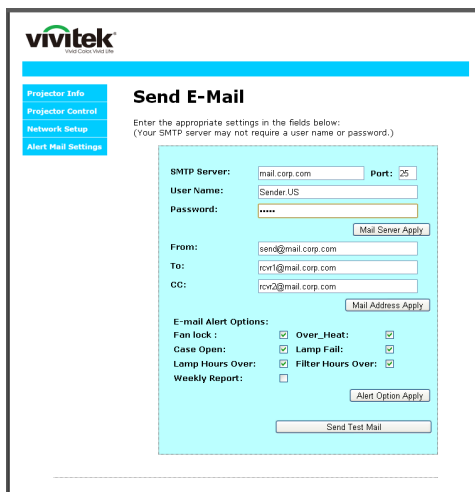 vivitek
Vivid Color, Vivid Life
Projector Info
Projector Control
Network Setup
Alert Mail Settings
Send E-Mail
Enter the appropriate settings in the fields below:
(Your SMTP server may not require a user name or password.)
SMTP Server: mail.corp.com Port: 25
User Name: Sender.US
Password: •••••
Mail Server Apply
From: send@mail.corp.com
To: rcvr1@mail.corp.com
CC: rcvr2@mail.corp.com
Mail Address Apply
E-mail Alert Options:
Fan lock : Over_Heat:
Case Open: Lamp Fail:
Lamp Hours Over: Filter Hours Over:
Weekly Report:
Alert Option Apply
Send Test Mail